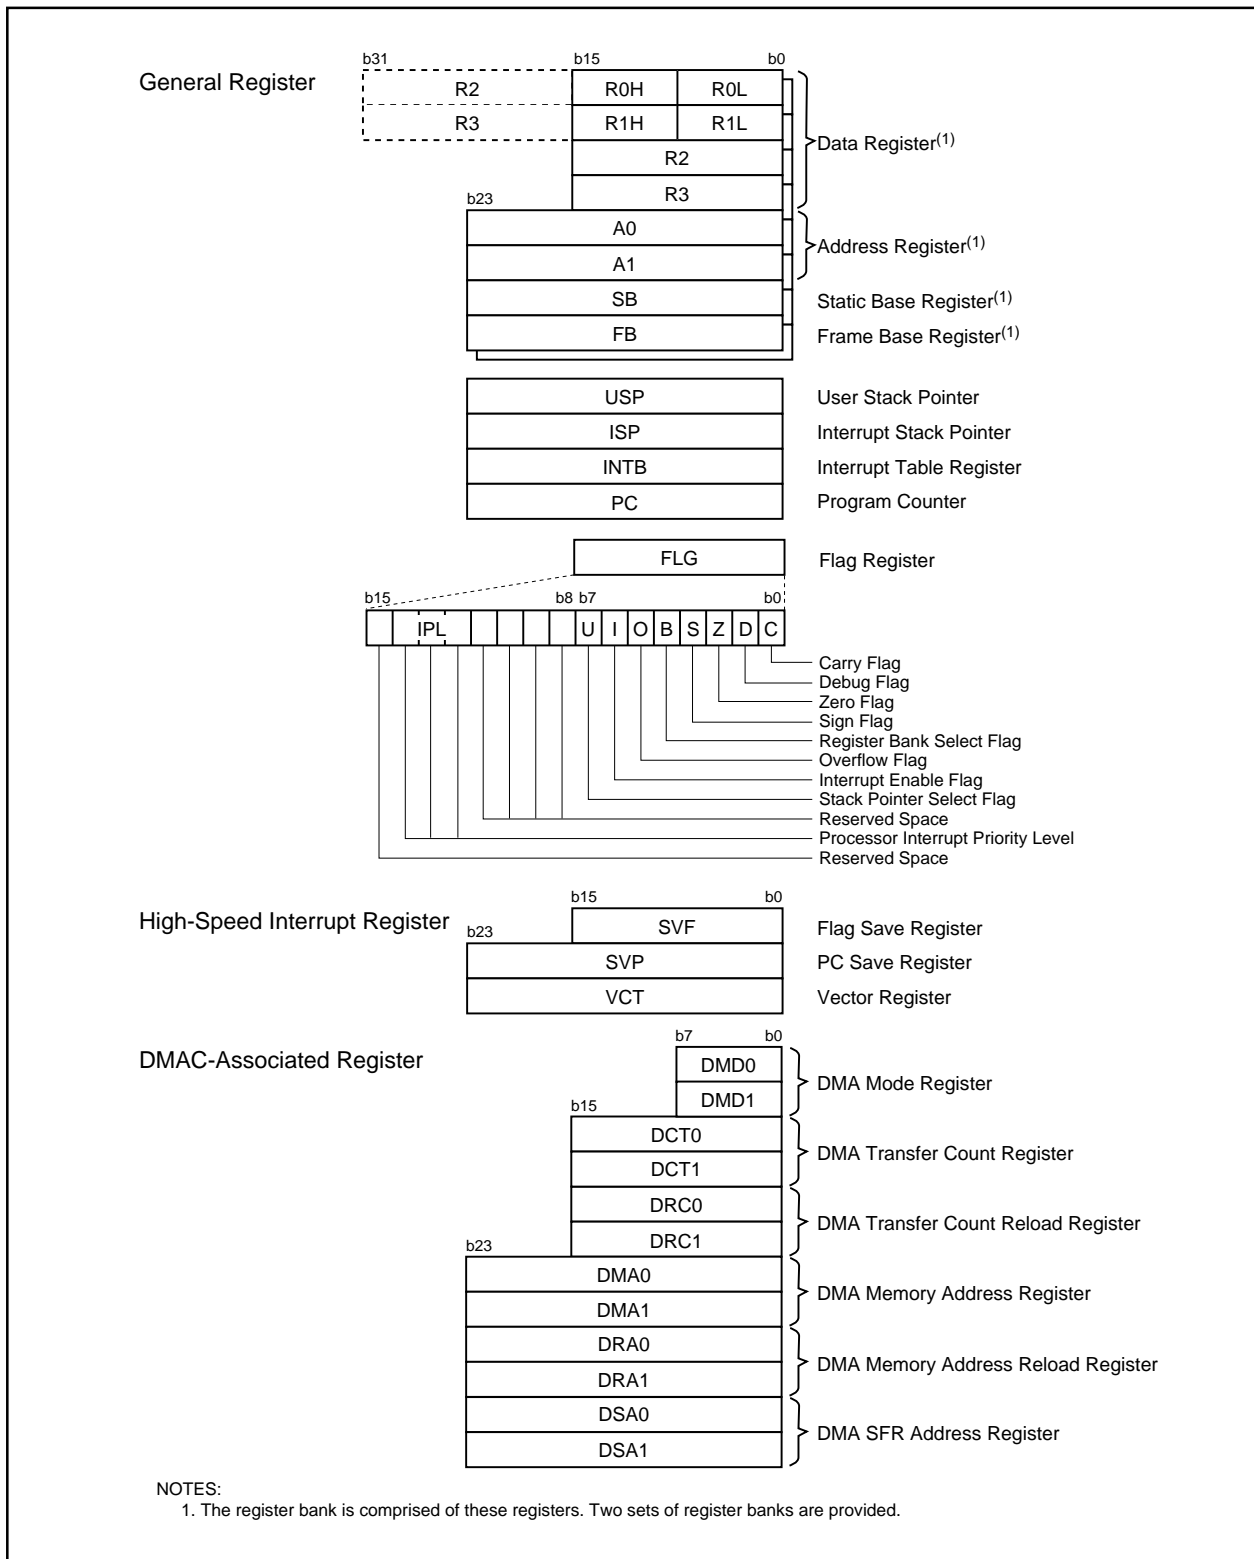 b31 b15 b0
General Register R2 R0H R0L
R3 R1H R1L
Data Register(1)
R2
R3
b23
A0
Address Register(1)
A1
SB Static Base Register(1)
FB Frame Base Register(1)
USP User Stack Pointer
ISP Interrupt Stack Pointer
INTB Interrupt Table Register
PC Program Counter
FLG Flag Register
b15 b8 b7 b0
IPL U I O B S Z D C
Carry Flag
Debug Flag
Zero Flag
Sign Flag
Register Bank Select Flag
Overflow Flag
Interrupt Enable Flag
Stack Pointer Select Flag
Reserved Space
Processor Interrupt Priority Level
Reserved Space
b15 b0
High-Speed Interrupt Register
SVF Flag Save Register
b23
SVP PC Save Register
VCT Vector Register
b7 b0
DMAC-Associated Register
DMD0
DMA Mode Register
DMD1
b15
DCT0
DMA Transfer Count Register
DCT1
DRC0
DMA Transfer Count Reload Register
DRC1
b23
DMA0
DMA Memory Address Register
DMA1
DRA0
DMA Memory Address Reload Register
DRA1
DSA0
DMA SFR Address Register
DSA1
NOTES:
1. The register bank is comprised of these registers. Two sets of register banks are provided.